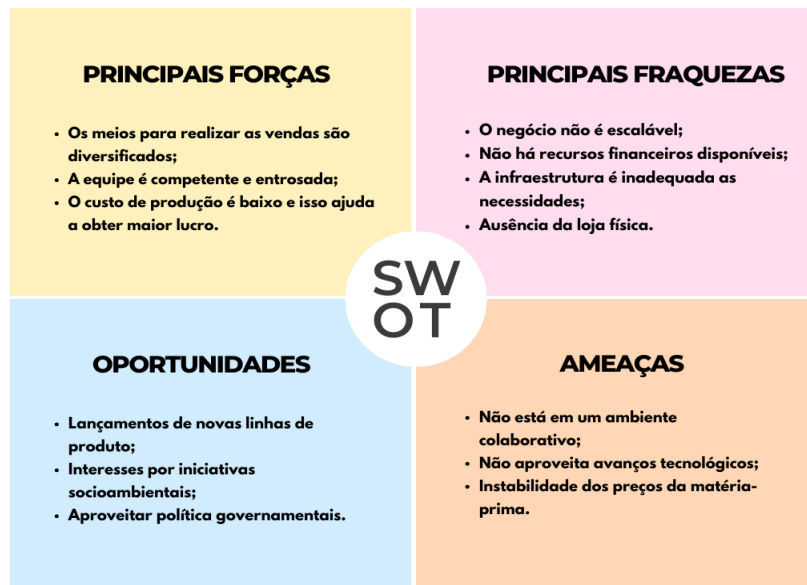 PRINCIPAIS FORÇAS
• Os meios para realizar as vendas são
diversificados;
• A equipe é competente e entrosada;
• O custo de produção é baixo e isso ajuda
a obter maior lucro.
PRINCIPAIS FRAQUEZAS
• O negócio não é escalável;
• Não há recursos financeiros disponíveis;
• A infraestrutura é inadequada as
necessidades;
• Ausência da loja física.
SW
OT
OPORTUNIDADES
• Lançamentos de novas linhas de
produto;
• Interesses por iniciativas
socioambientais;
• Aproveitar política governamentais.
AMEAÇAS
• Não está em um ambiente
colaborativo;
• Não aproveita avanços tecnológicos;
• Instabilidade dos preços da matéria-
prima.